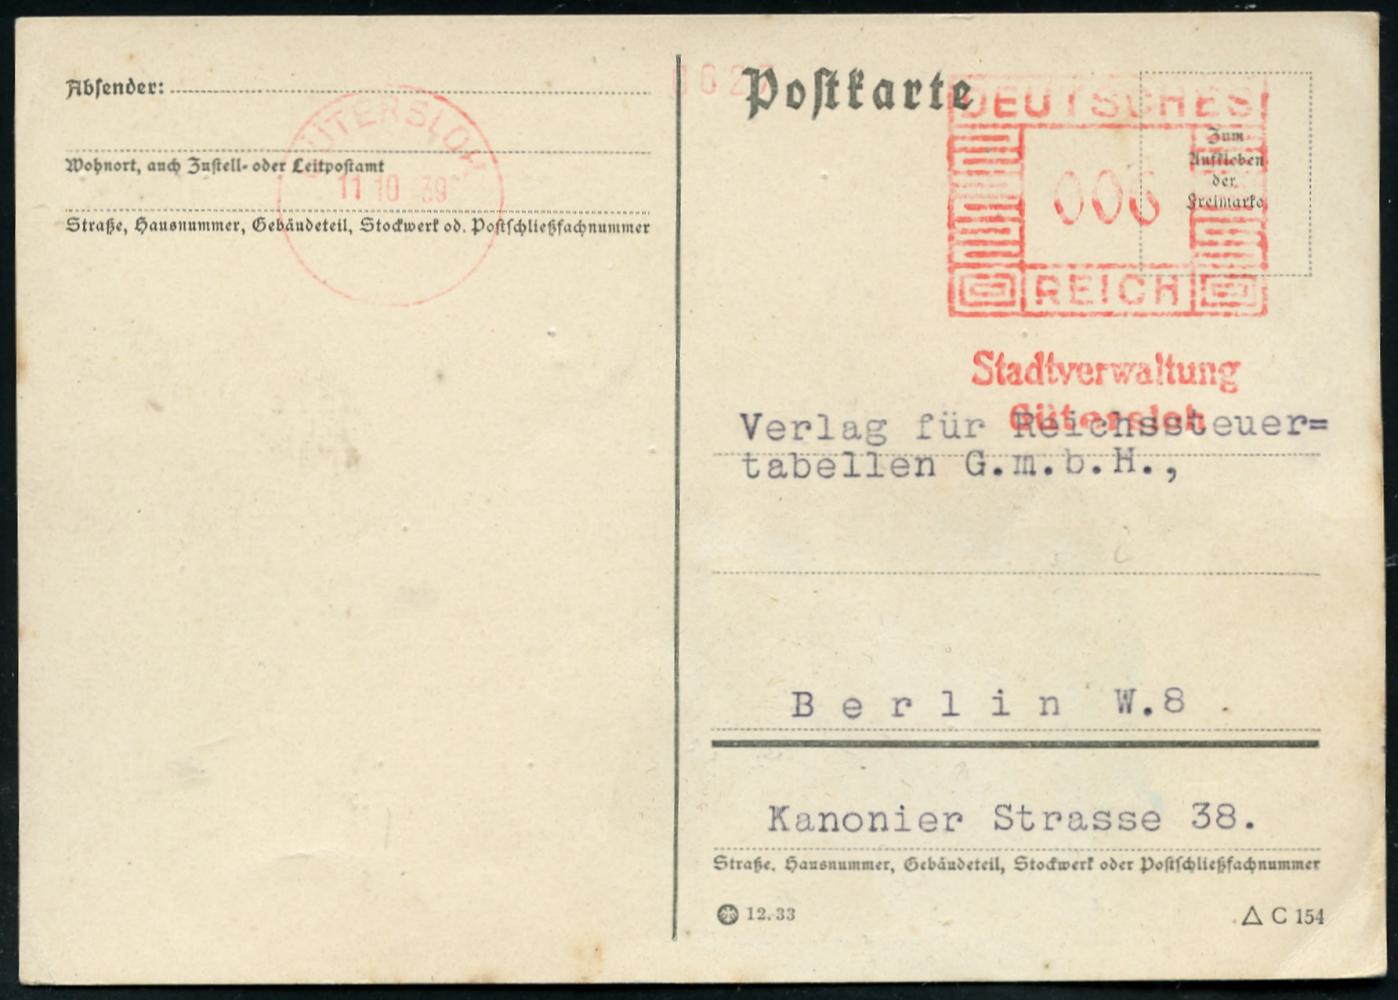 Absender:
GÜTERSLOH
11 10 39
Wohnort, auch Zustell- oder Leitpostamt
Straße, Hausnummer, Gebäudeteil, Stockwerk od. Postschließfachnummer
Postkarte
DEUTSCHES
006
REICH
Zum
Aufkleben
der
Freimarke
Stadtverwaltung
Gütersloh
Verlag für Reichssteuer=
tabellen G.m.b.H.,
Berlin W.8
Kanonier Strasse 38.
Straße, Hausnummer, Gebäudeteil, Stockwerk oder Postschließfachnummer
12. 33
△ C 154